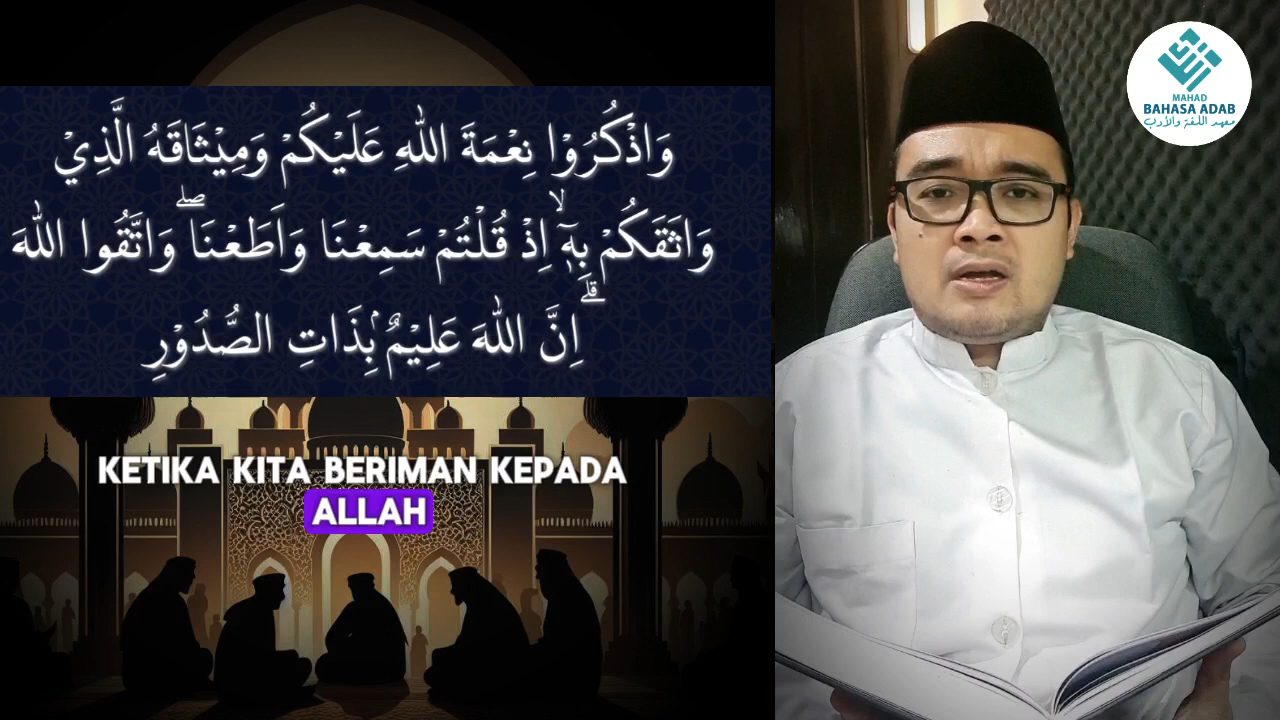 وَاذْكُرُوْا نِعْمَةَ اللّٰهِ عَلَيْكُمْ وَمِيْثَاقَهُ الَّذِيْ
وَاثَقَكُمْ بِهٖٓ ۙاِذْ قُلْتُمْ سَمِعْنَا وَاَطَعْنَا ۖوَاتَّقُوا اللّٰهَ
ۗاِنَّ اللّٰهَ عَلِيْمٌ ۢبِذَاتِ الصُّدُوْرِ
KETIKA KITA BERIMAN KEPADA
ALLAH
MAHAD
BAHASA ADAB
معهد اللغة والأدب